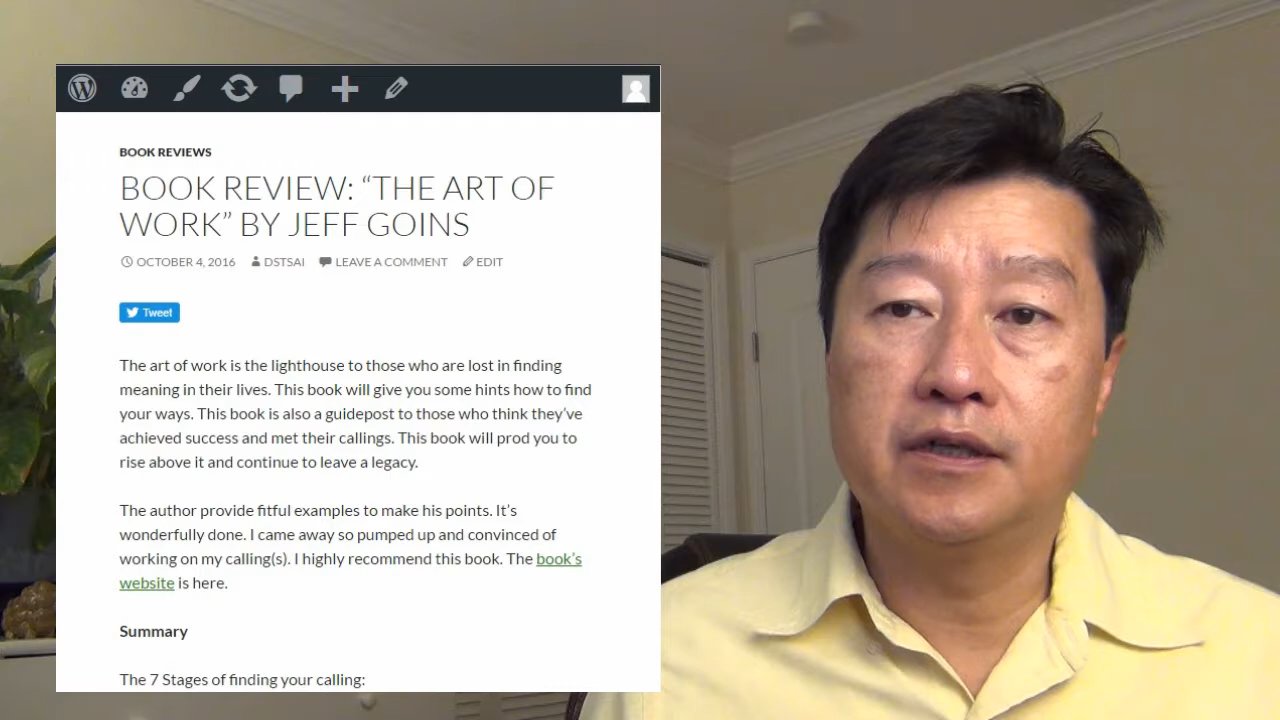 BOOK REVIEWS
BOOK REVIEW: “THE ART OF
WORK” BY JEFF GOINS
OCTOBER 4, 2016 DSTSAI LEAVE A COMMENT EDIT
Tweet
The art of work is the lighthouse to those who are lost in finding
meaning in their lives. This book will give you some hints how to find
your ways. This book is also a guidepost to those who think they’ve
achieved success and met their callings. This book will prod you to
rise above it and continue to leave a legacy.
The author provide fitful examples to make his points. It’s
wonderfully done. I came away so pumped up and convinced of
working on my calling(s). I highly recommend this book. The book’s
website is here.
Summary
The 7 Stages of finding your calling: